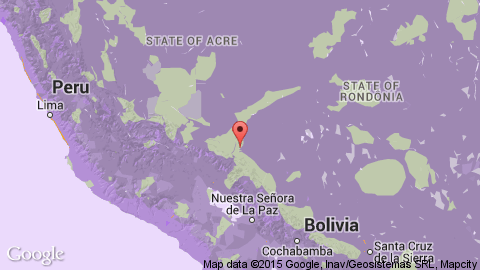 STATE OF ACRE
Peru
Lima
STATE OF
RONDÔNIA
Nuestra Señora
de La Paz
Bolivia
Cochabamba
Santa Cruz
de la Sierra
Google
Map data ©2015 Google, Inav/Geosistemas SRL, Mapcity